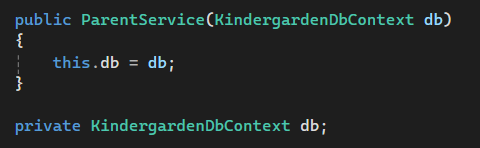 public ParentService(KindergardenDbContext db)
{
    this.db = db;
}

private KindergardenDbContext db;